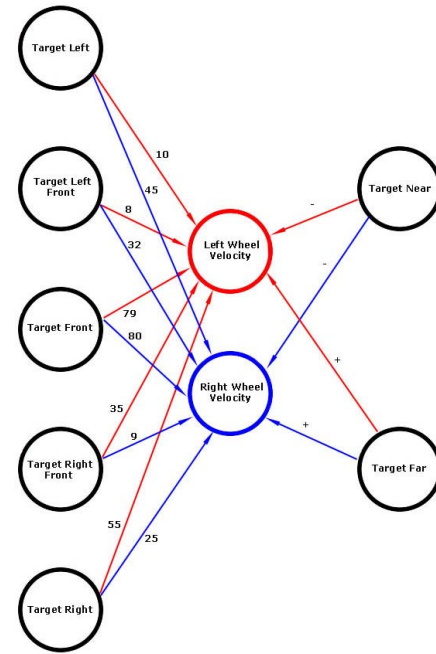 Target Left
10
45
Target Left
Front
8
32
Target Near
-
-
Left Wheel
Velocity
Target Front
79
80
+
Right Wheel
Velocity
35
9
+
Target Right
Front
Target Far
55
25
Target Right